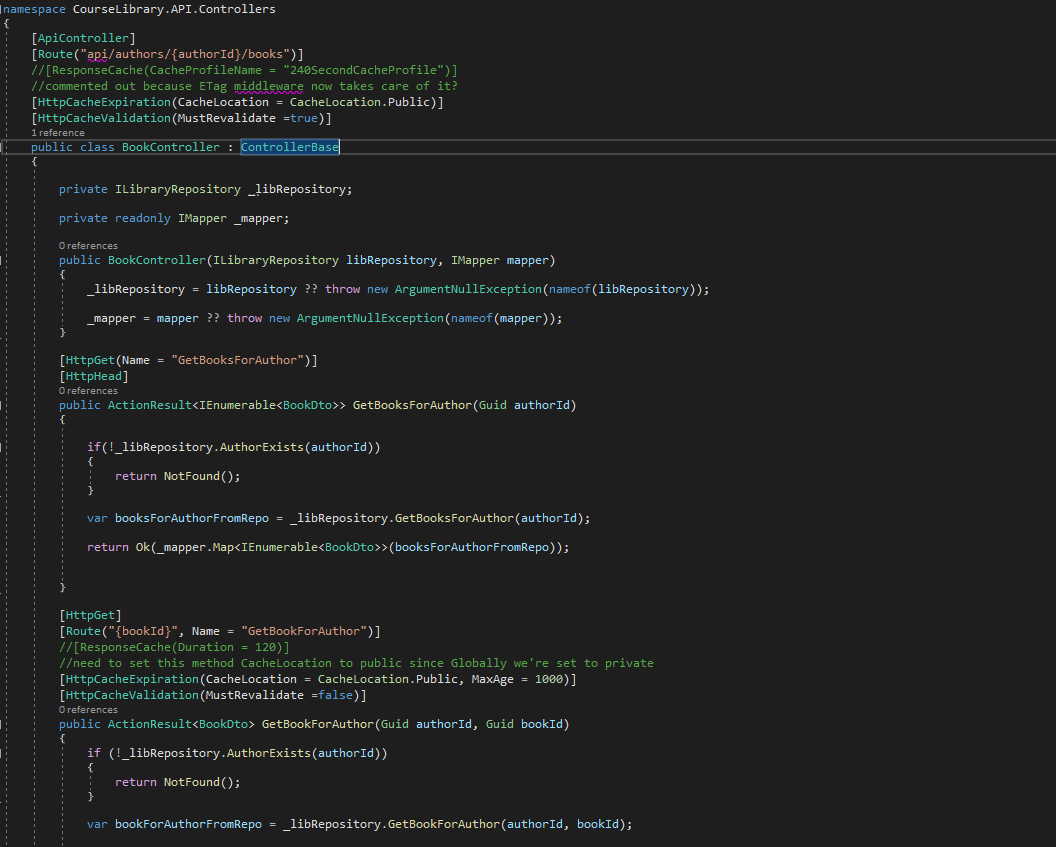 namespace CourseLibrary.API.Controllers
{
[ApiController]
[Route("api/authors/{authorId}/books")]
//[ResponseCache(CacheProfileName = "240SecondCacheProfile")]
//commented out because ETag middleware now takes care of it?
[HttpCacheExpiration(CacheLocation = CacheLocation.Public)]
[HttpCacheValidation(MustRevalidate =true)]
1 reference
public class BookController : ControllerBase
{
private ILibraryRepository _libRepository;
private readonly IMapper _mapper;
0 references
public BookController(ILibraryRepository libRepository, IMapper mapper)
{
_libRepository = libRepository ?? throw new ArgumentNullException(nameof(libRepository));
_mapper = mapper ?? throw new ArgumentNullException(nameof(mapper));
}
[HttpGet(Name = "GetBooksForAuthor")]
[HttpHead]
0 references
public ActionResult<IEnumerable<BookDto>> GetBooksForAuthor(Guid authorId)
{
if(!_libRepository.AuthorExists(authorId))
{
return NotFound();
}
var booksForAuthorFromRepo = _libRepository.GetBooksForAuthor(authorId);
return Ok(_mapper.Map<IEnumerable<BookDto>>(booksForAuthorFromRepo));
}
[HttpGet]
[Route("{bookId}", Name = "GetBookForAuthor")]
//[ResponseCache(Duration = 120)]
//need to set this method CacheLocation to public since Globally we're set to private
[HttpCacheExpiration(CacheLocation = CacheLocation.Public, MaxAge = 1000)]
[HttpCacheValidation(MustRevalidate =false)]
0 references
public ActionResult<BookDto> GetBookForAuthor(Guid authorId, Guid bookId)
{
if (!_libRepository.AuthorExists(authorId))
{
return NotFound();
}
var bookForAuthorFromRepo = _libRepository.GetBookForAuthor(authorId, bookId);